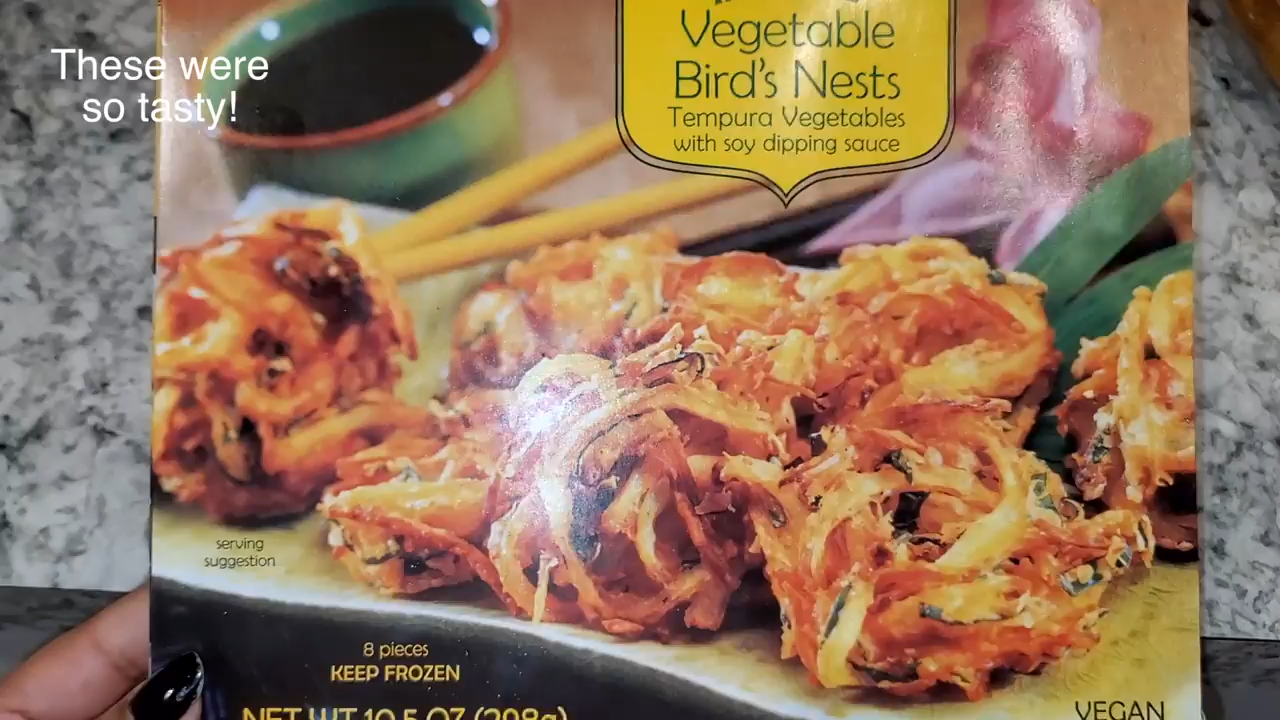 These were
so tasty!
Vegetable
Bird's Nests
Tempura Vegetables
with soy dipping sauce
serving
suggestion
8 pieces
KEEP FROZEN
NET WT 10.5 OZ (298g)
VEGAN